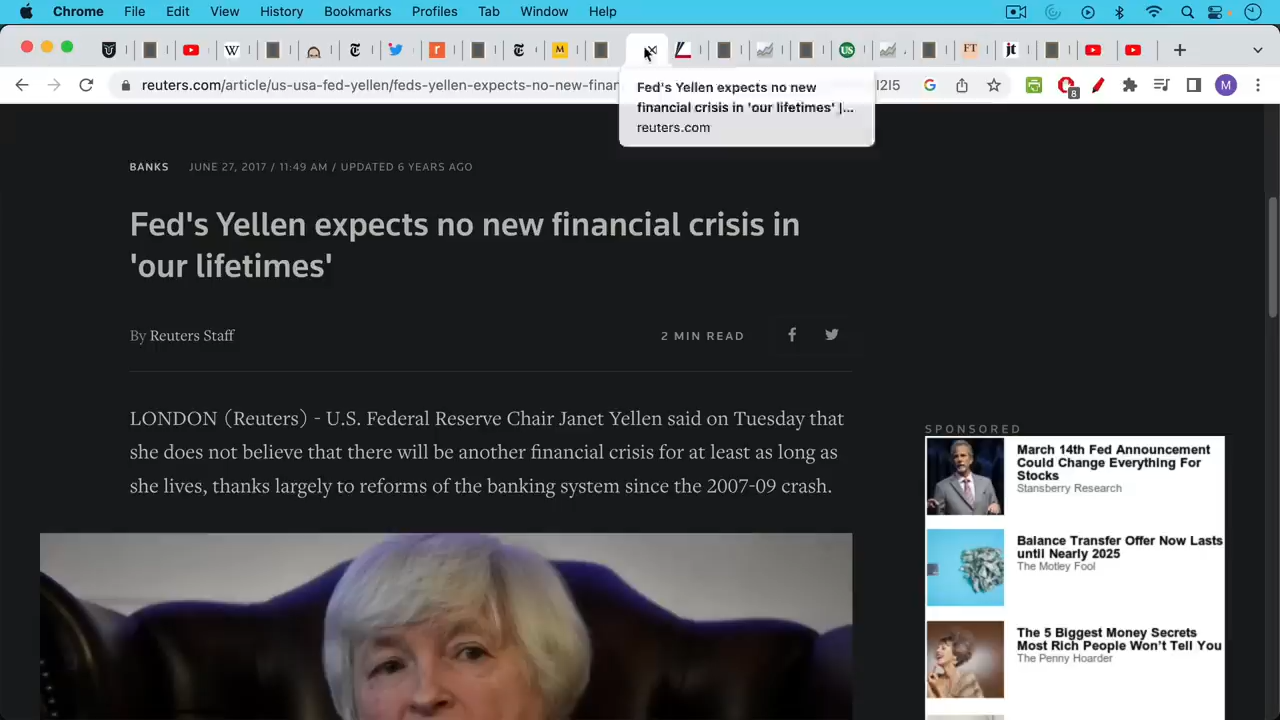 Chrome File Edit View History Bookmarks Profiles Tab Window Help
reuters.com/article/us-usa-fed-yellen/feds-yellen-expects-no-new-finan
12I5
8
M
US
FT
jt
Fed's Yellen expects no new
financial crisis in 'our lifetimes' |...
reuters.com
BANKS JUNE 27, 2017 / 11:49 AM / UPDATED 6 YEARS AGO
Fed's Yellen expects no new financial crisis in
'our lifetimes'
By Reuters Staff
2 MIN READ
LONDON (Reuters) - U.S. Federal Reserve Chair Janet Yellen said on Tuesday that
she does not believe that there will be another financial crisis for at least as long as
she lives, thanks largely to reforms of the banking system since the 2007-09 crash.
SPONSORED
March 14th Fed Announcement
Could Change Everything For
Stocks
Stansberry Research
Balance Transfer Offer Now Lasts
until Nearly 2025
The Motley Fool
The 5 Biggest Money Secrets
Most Rich People Won't Tell You
The Penny Hoarder